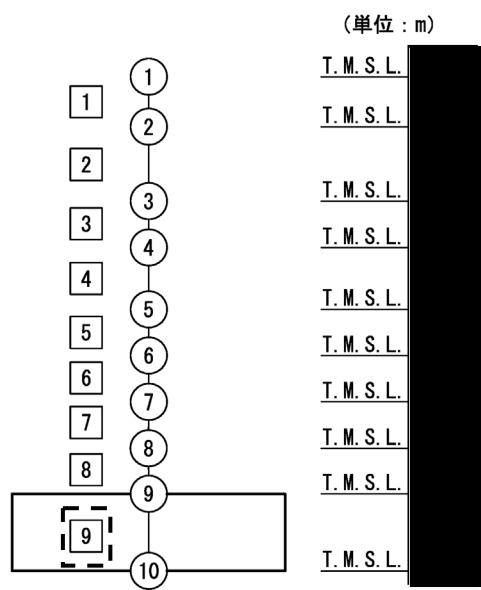 (単位：m)
① T.M.S.L.
1
② T.M.S.L.
2
③ T.M.S.L.
3
④ T.M.S.L.
4
⑤ T.M.S.L.
5
⑥ T.M.S.L.
6
⑦ T.M.S.L.
7
⑧ T.M.S.L.
8
⑨ T.M.S.L.
9
⑩ T.M.S.L.